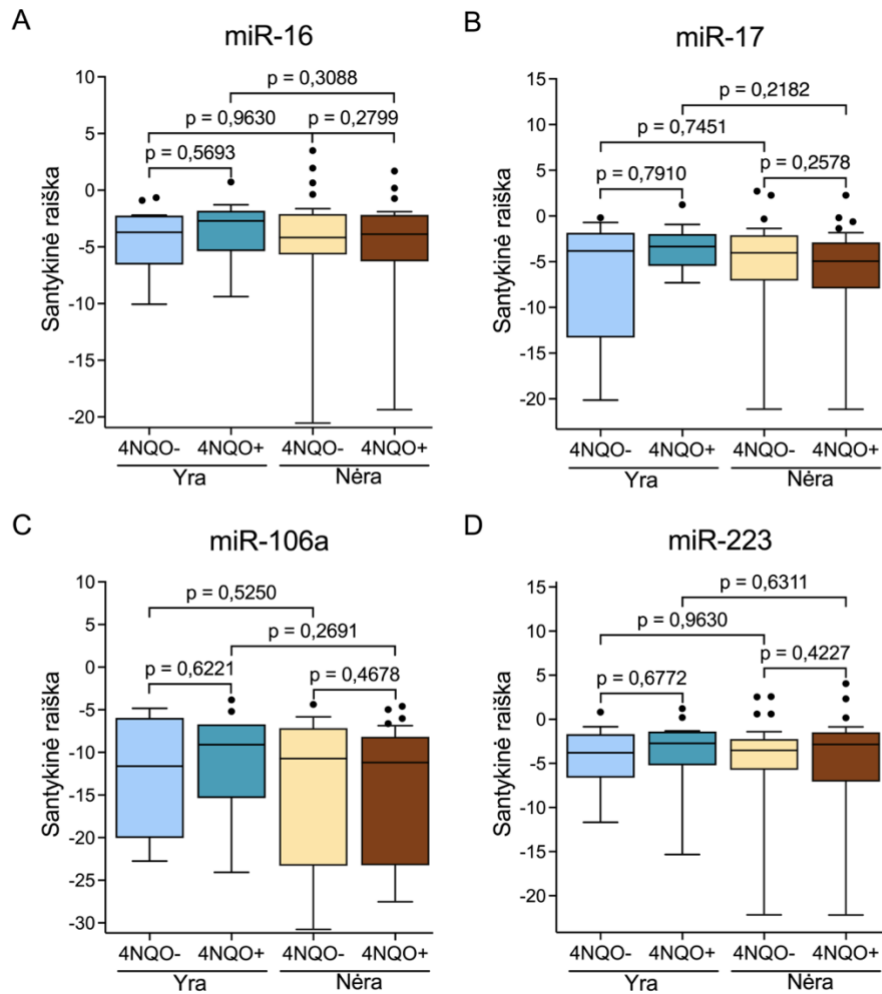 A
miR-16
Santykinė raiška
10
5
0
-5
-10
-15
-20
p = 0,3088
p = 0,9630
p = 0,2799
p = 0,5693
4NQO-
4NQO+
4NQO-
4NQO+
Yra
Nėra
B
miR-17
Santykinė raiška
15
10
5
0
-5
-10
-15
-20
p = 0,2182
p = 0,7451
p = 0,2578
p = 0,7910
4NQO-
4NQO+
4NQO-
4NQO+
Yra
Nėra
C
miR-106a
Santykinė raiška
10
5
0
-5
-10
-15
-20
-25
-30
p = 0,5250
p = 0,2691
p = 0,6221
p = 0,4678
4NQO-
4NQO+
4NQO-
4NQO+
Yra
Nėra
D
miR-223
Santykinė raiška
15
10
5
0
-5
-10
-15
-20
p = 0,6311
p = 0,9630
p = 0,4227
p = 0,6772
4NQO-
4NQO+
4NQO-
4NQO+
Yra
Nėra